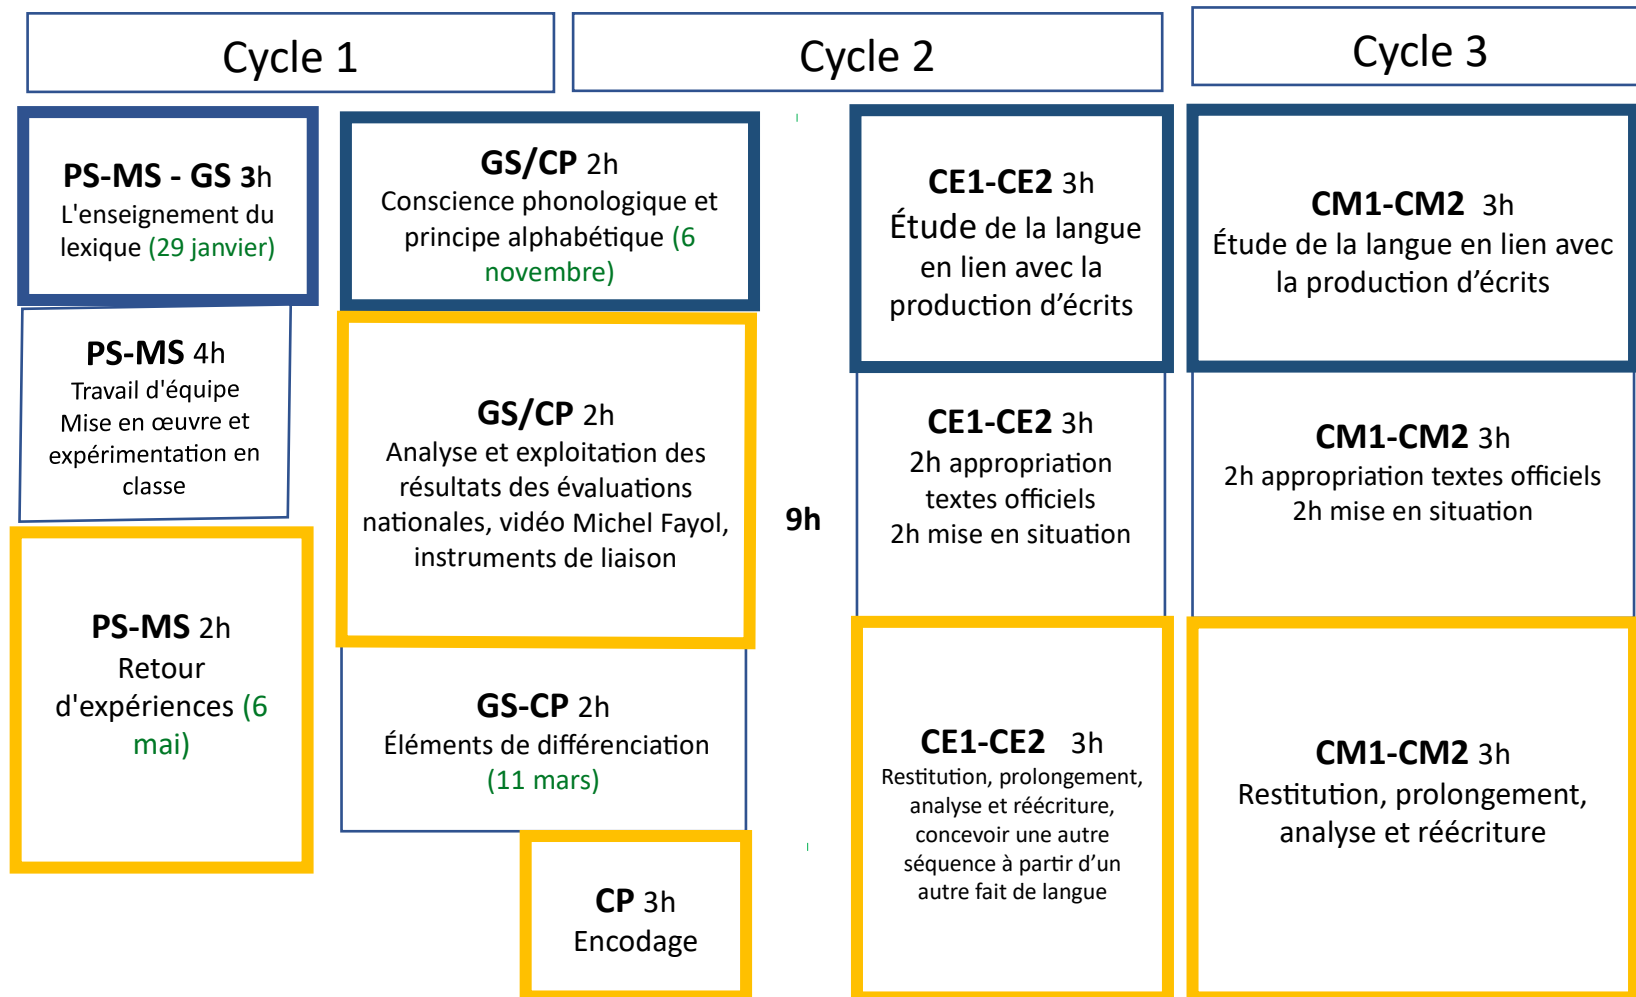 Cycle 1
Cycle 2
Cycle 3
PS-MS - GS 3h
L'enseignement du
lexique (29 janvier)
PS-MS 4h
Travail d'équipe
Mise en œuvre et
expérimentation en
classe
PS-MS 2h
Retour
d'expériences (6
mai)
GS/CP 2h
Conscience phonologique et
principe alphabétique (6
novembre)
GS/CP 2h
Analyse et exploitation des
résultats des évaluations
nationales, vidéo Michel Fayol,
instruments de liaison
GS-CP 2h
Éléments de différenciation
(11 mars)
CP 3h
Encodage
9h
CE1-CE2 3h
Étude de la langue
en lien avec la
production d'écrits
CE1-CE2 3h
2h appropriation
textes officiels
2h mise en situation
CE1-CE2 3h
Restitution, prolongement,
analyse et réécriture,
concevoir une autre
séquence à partir d'un
autre fait de langue
CM1-CM2 3h
Étude de la langue en lien avec
la production d'écrits
CM1-CM2 3h
2h appropriation textes officiels
2h mise en situation
CM1-CM2 3h
Restitution, prolongement,
analyse et réécriture